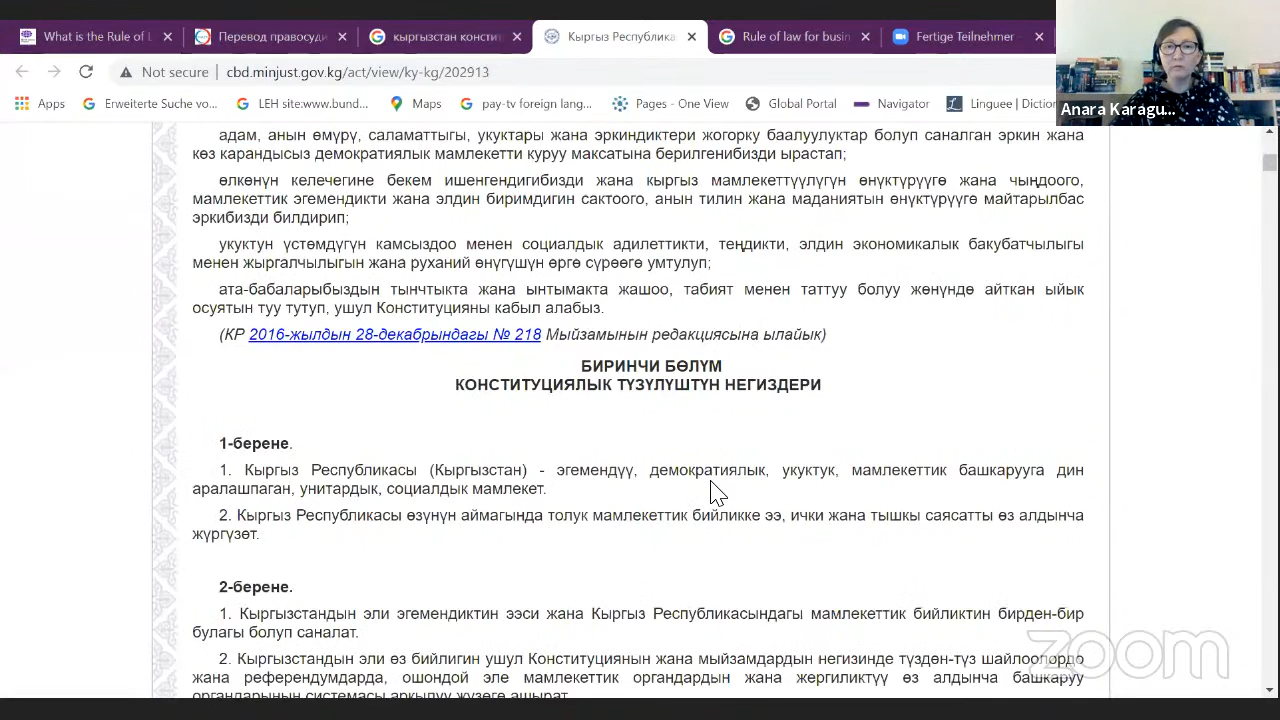 What is the Rule of L
Перевод правосуди
кыргызстан консти
Кыргыз Республика
Rule of law for busin
Fertige Teilnehmer
Not secure
Apps
Erweiterte Suche vo...
LEH site:www.bund...
Maps
pay-tv foreign lang...
Pages - One View
Global Portal
Navigator
Linguee | Diction
Anara Karagu...
адам, анын өмүрү, саламаттыгы, укуктары жана эркиндиктери жогорку баалуулуктар болуп саналган эркин жана
көз карандысыз демократиялык мамлекетти куруу максатына берилгенибизди ырастап;
өлкөнүн келечегине бекем ишенгендигибизди жана кыргыз мамлекеттүүлүгүн өнүктүрүүгө жана чыңдоого,
мамлекеттик эгемендикти жана элдин биримдигин сактоого, анын тилин жана маданиятын өнүктүрүүгө майтарылбас
эркибизди билдирип;
укуктун үстөмдүгүн камсыздоо менен социалдык адилеттикти, теңдикти, элдин экономикалык бакубатчылыгы
менен жыргалчылыгын жана руханий өнүгүшүн өргө сүрөөгө умтулуп;
ата-бабаларыбыздын тынчтыкта жана ынтымакта жашоо, табият менен таттуу болуу жөнүндө айткан ыйык
осуятын туу тутуп, ушул Конституцияны кабыл алабыз.
(КР 2016-жылдын 28-декабрындагы № 218 Мыйзамынын редакциясына ылайык)
БИРИНЧИ БӨЛҮМ
КОНСТИТУЦИЯЛЫК ТҮЗҮЛҮШТҮН НЕГИЗДЕРИ
1-берене.
1. Кыргыз Республикасы (Кыргызстан) - эгемендүү, демократиялык, укуктук, мамлекеттик башкарууга дин
аралашпаган, унитардык, социалдык мамлекет.
2. Кыргыз Республикасы өзүнүн аймагында толук мамлекеттик бийликке ээ, ички жана тышкы саясатты өз алдынча
жүргүзөт.
2-берене.
1. Кыргызстандын эли эгемендиктин ээси жана Кыргыз Республикасындагы мамлекеттик бийликтин бирден-бир
булагы болуп саналат.
2. Кыргызстандын эли өз бийлигин ушул Конституциянын жана мыйзамдардын негизинде түздөн-түз шайлоолордо
жана референдумда, ошондой эле мамлекеттик органдардын жана жергиликтүү өз алдынча башкаруу
органдарынын системасы аркылуу жүзөгө ашырат.
zoom